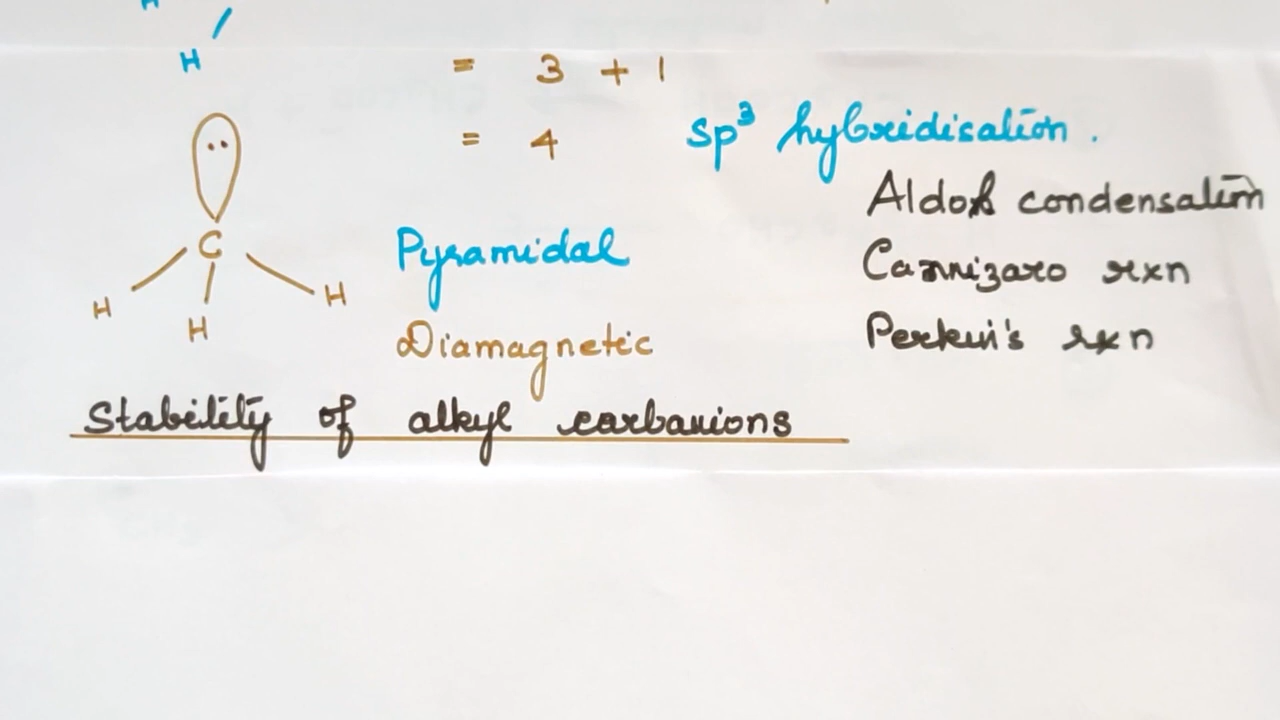 H
H
= 3 + 1
= 4 sp³ hybridisation.
Aldol condensation
C
Pyramidal
Cannizaro rxn
H H
H
Diamagnetic
Perkin's rxn
Stability of alkyl carbanions